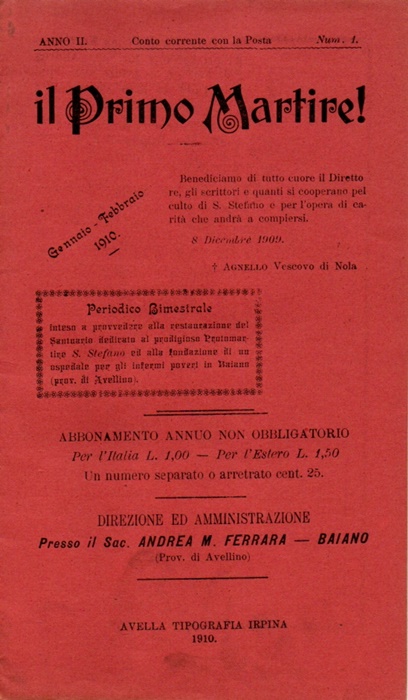 ANNO II. Conto corrente con la Posta Num. 1.
il Primo Martire!
Gennaio - Febbraio
1910.
Benediciamo di tutto cuore il Diretto
re, gli scrittori e quanti si cooperano pel
culto di S. Stefano e per l'opera di ca-
rità che andrà a compiersi.
8 Dicembre 1909.
† AGNELLO Vescovo di Nola
Periodico Bimestrale
inteso a provvedere alla restaurazione del
Santuario dedicato al prodigioso Protomar-
tire S. Stefano ed alla fondazione di un
ospedale per gli infermi poveri in Baiano
(prov. di Avellino).
ABBONAMENTO ANNUO NON OBBLIGATORIO
Per l'Italia L. 1,00 — Per l'Estero L. 1,50
Un numero separato o arretrato cent. 25.
DIREZIONE ED AMMINISTRAZIONE
Presso il Sac. ANDREA M. FERRARA — BAIANO
(Prov. di Avellino)
AVELLA TIPOGRAFIA IRPINA
1910.